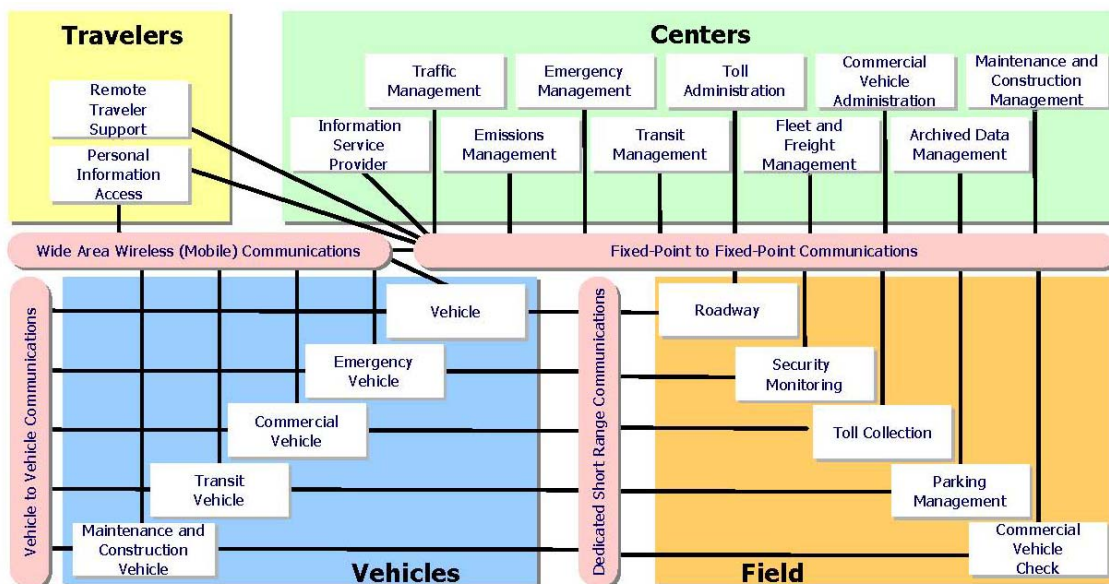 Travelers
Remote
Traveler
Support
Personal
Information
Access
Centers
Traffic
Management
Emergency
Management
Toll
Administration
Commercial
Vehicle
Administration
Maintenance and
Construction
Management
Information
Service
Provider
Emissions
Management
Transit
Management
Fleet and
Freight
Management
Archived Data
Management
Wide Area Wireless (Mobile) Communications
Fixed-Point to Fixed-Point Communications
Vehicle to Vehicle Communications
Vehicle
Emergency
Vehicle
Commercial
Vehicle
Transit
Vehicle
Maintenance and
Construction
Vehicle
Vehicles
Dedicated Short Range Communications
Roadway
Security
Monitoring
Toll Collection
Parking
Management
Commercial
Vehicle
Check
Field